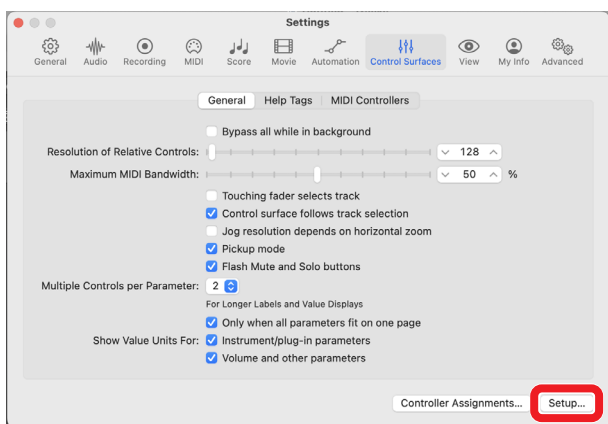 Settings
General Audio Recording MIDI Score Movie Automation Control Surfaces View My Info Advanced
General Help Tags MIDI Controllers
Bypass all while in background
Resolution of Relative Controls: 128
Maximum MIDI Bandwidth: 50 %
Touching fader selects track
Control surface follows track selection
Jog resolution depends on horizontal zoom
Pickup mode
Flash Mute and Solo buttons
Multiple Controls per Parameter: 2
For Longer Labels and Value Displays
Only when all parameters fit on one page
Show Value Units For: Instrument/plug-in parameters
Volume and other parameters
Controller Assignments... Setup...